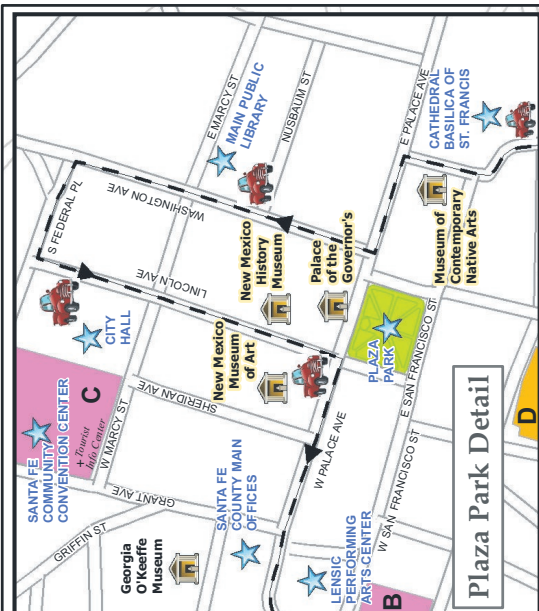 SANTA FE
COMMUNITY
CONVENTION CENTER
C
+ Tourist
Info Center
GRIFFIN ST
Georgia
O'Keeffe
Museum
GRANT AVE
W MARCY ST
SANTA FE
COUNTY MAIN
OFFICES
LENSIC
PERFORMING
ARTS CENTER
B
CITY
HALL
SHERIDAN AVE
New Mexico
Museum
of Art
W PALACE AVE
W SAN FRANCISCO ST
S FEDERAL PL
LINCOLN AVE
WASHINGTON AVE
New Mexico
History
Museum
Palace
of the
Governor's
PLAZA
PARK
E SAN FRANCISCO ST
E MARCY ST
MAIN PUBLIC
LIBRARY
NUSBAUM ST
E PALACE AVE
CATHEDRAL
BASILICA OF
ST. FRANCIS
Museum of
Contemporary
Native Arts
Plaza Park Detail
D